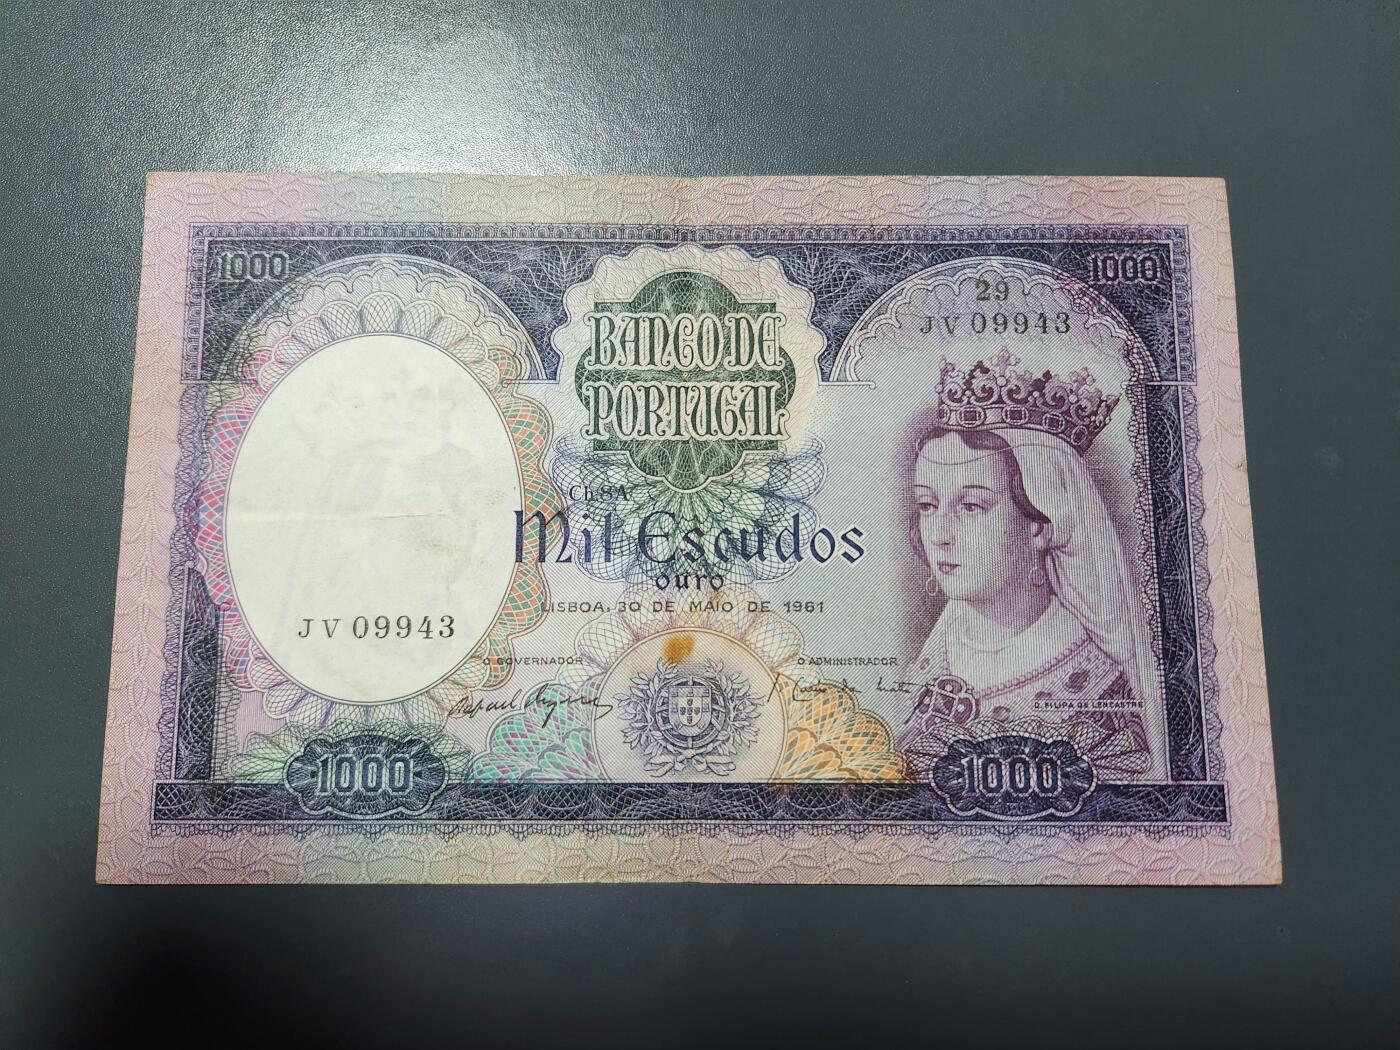 1000
1000
29
JV 09943
BANCO DE
PORTUGAL
Ch.8A
Mil Escudos
ouro
LISBOA, 30 DE MAIO DE 1961
JV 09943
O GOVERNADOR
O ADMINISTRADOR
D. FILIPA DE LENCASTRE
1000
1000